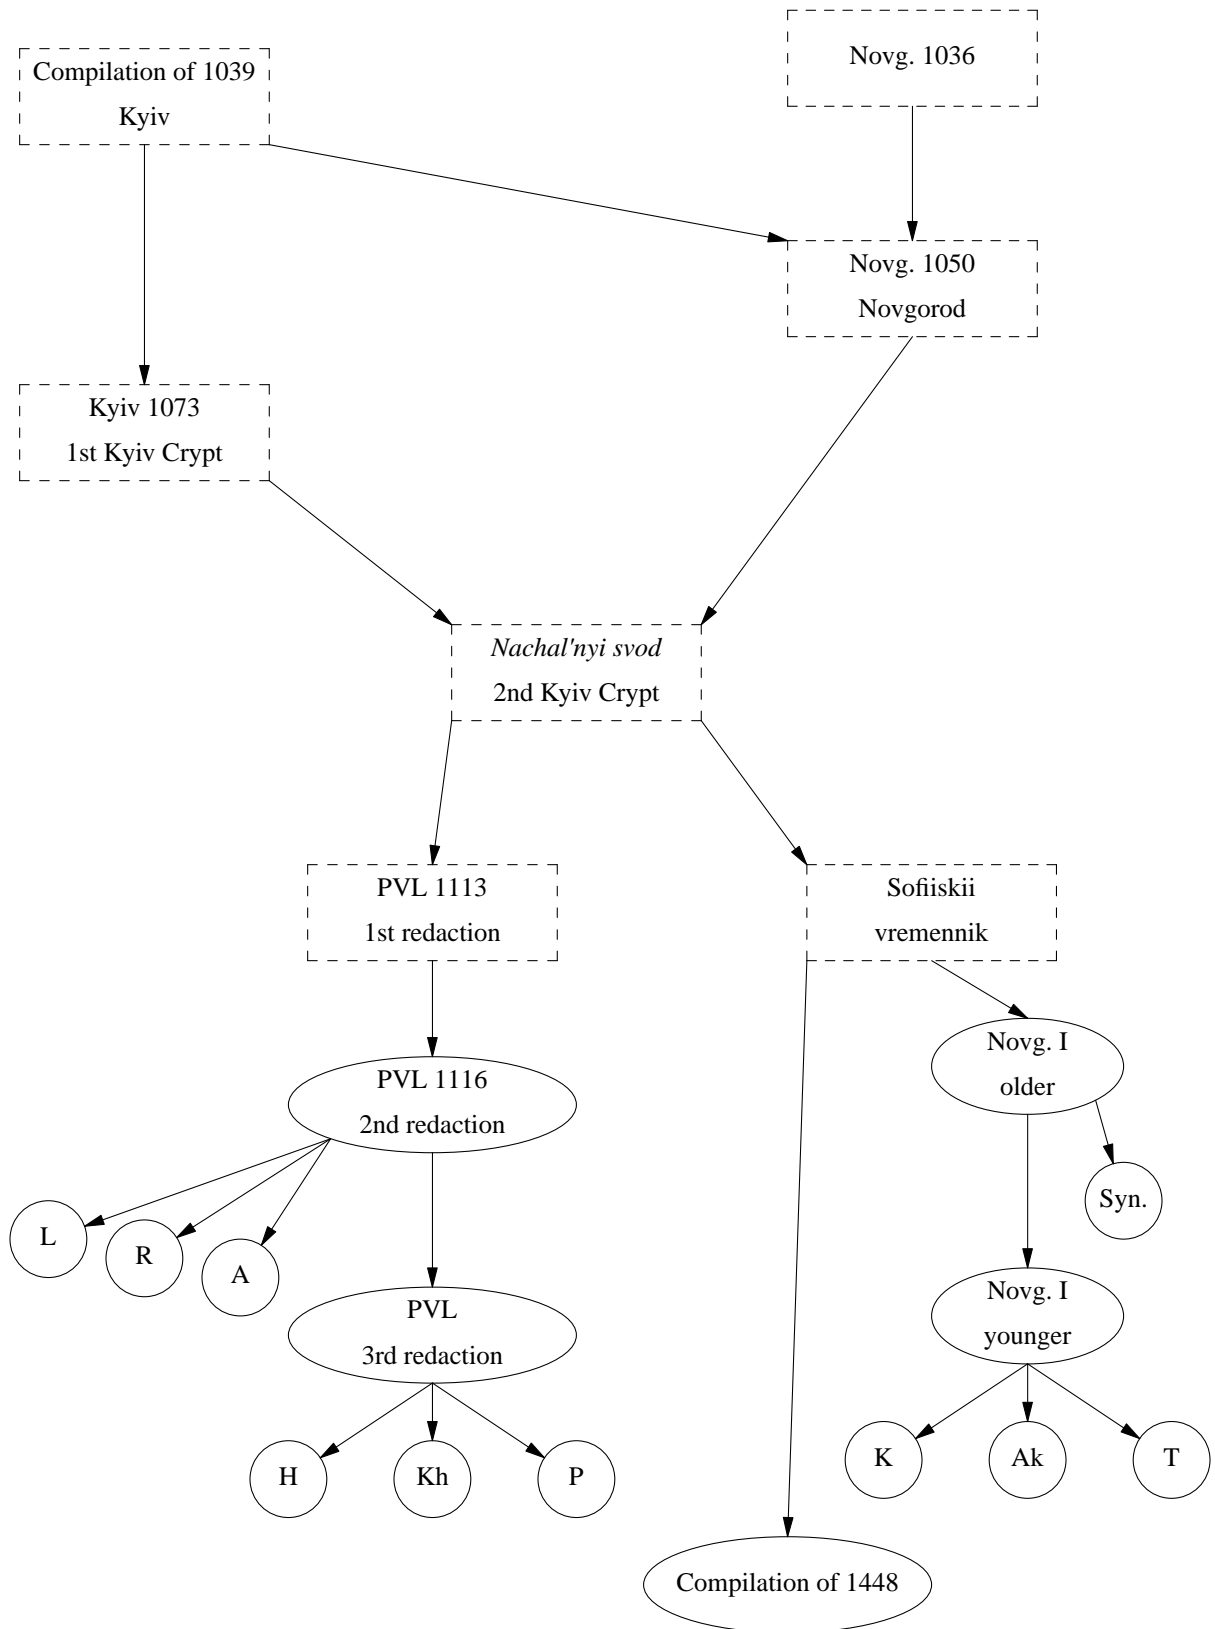 Compilation of 1039
Kyiv
Novg. 1036
Novg. 1050
Novgorod
Kyiv 1073
1st Kyiv Crypt
Nachal'nyi svod
2nd Kyiv Crypt
PVL 1113
1st redaction
Sofiiskii
vremennik
Novg. I
older
PVL 1116
2nd redaction
Syn.
L
R
A
Novg. I
younger
PVL
3rd redaction
K
Ak
T
H
Kh
P
Compilation of 1448